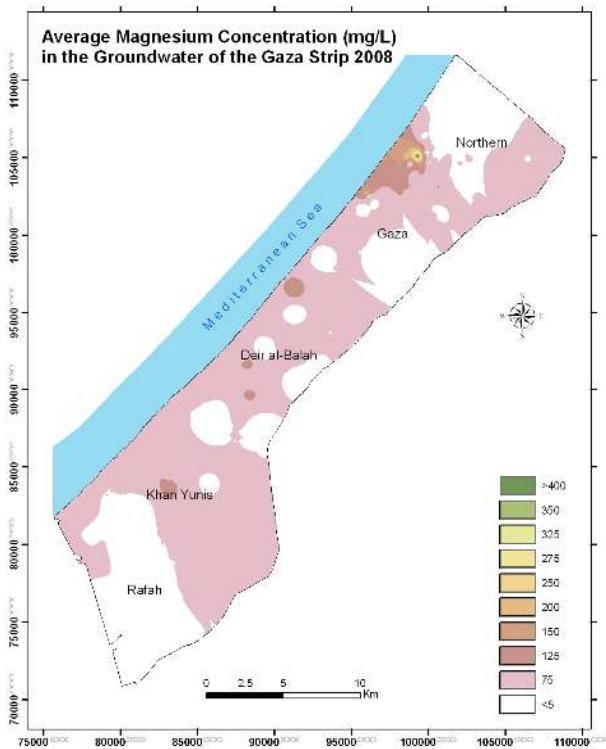 Average Magnesium Concentration (mg/L)
in the Groundwater of the Gaza Strip 2008
110000
105000
100000
95000
90000
85000
80000
75000
70000
Northern
Gaza
Mediterranean Sea
N
W
E
S
Deir al-Balah
Khan Yunis
Rafah
>400
350
325
275
250
200
150
125
75
<5
0
5
10
Km
75000
80000
85000
90000
95000
100000
105000
110000